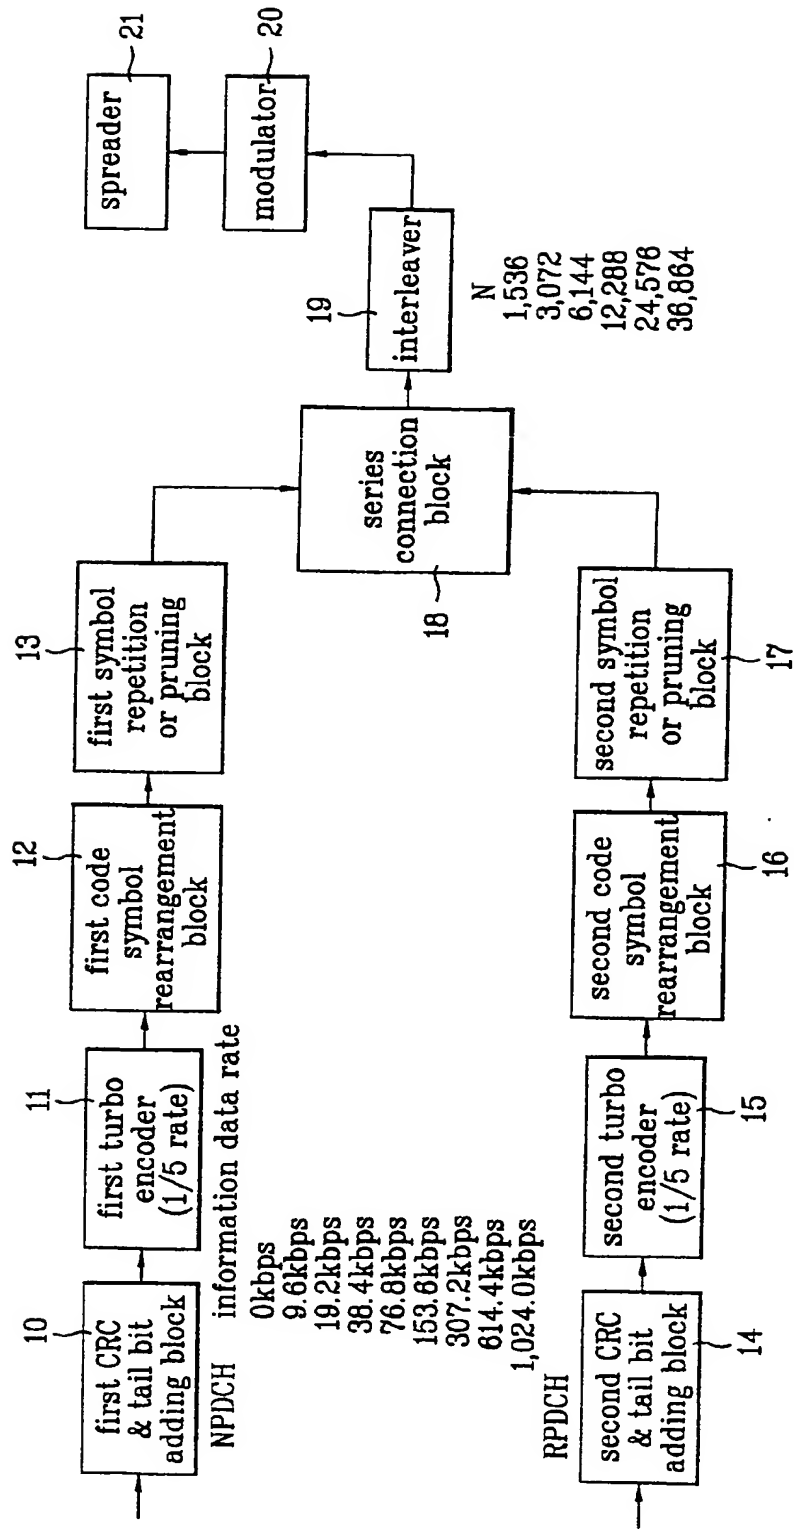 10
first CRC
& tail bit
adding block
NPDCH
11
first turbo
encoder
(1/5 rate)
information data rate
0kbps
9.6kbps
19.2kbps
38.4kbps
76.8kbps
153.6kbps
307.2kbps
614.4kbps
1,024.0kbps
12
first code
symbol
rearrangement
block
13
first symbol
repetition
or pruning
block
RPDCH
second CRC
& tail bit
adding block
14
second turbo
encoder
(1/5 rate)
15
second code
symbol
rearrangement
block
16
second symbol
repetition
or pruning
block
17
series
connection
block
18
19
interleaver
N
1,536
3,072
6,144
12,288
24,576
36,864
modulator
20
spreader
21